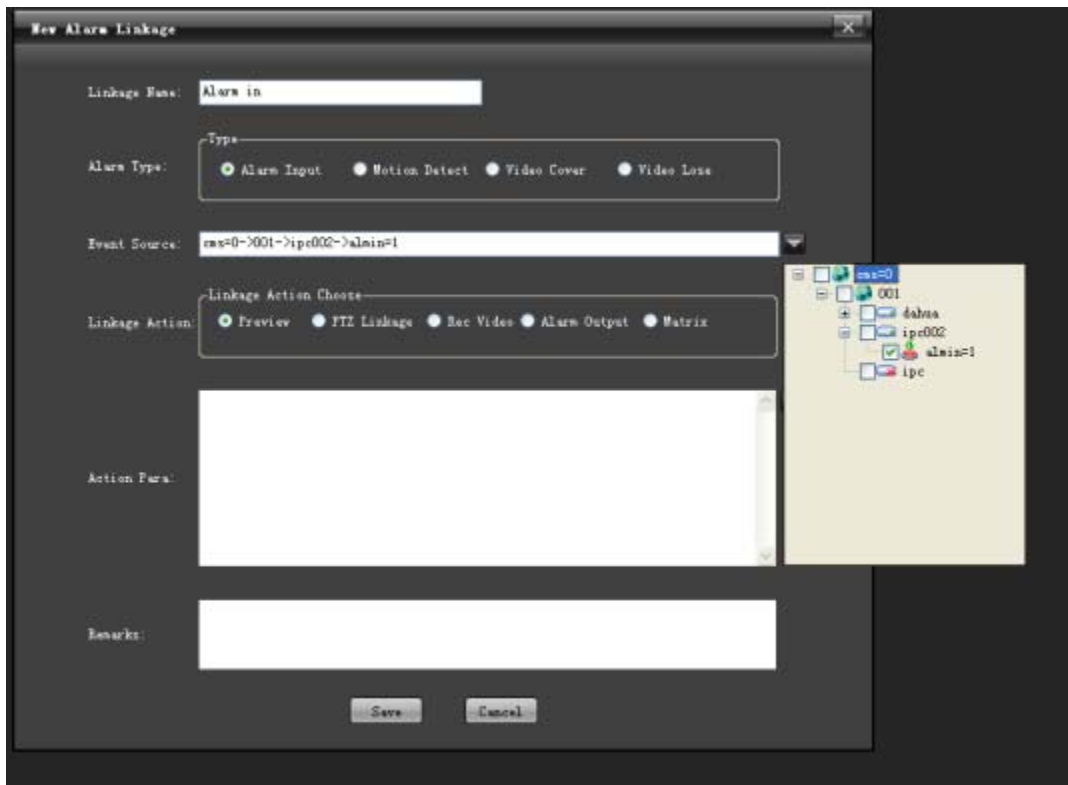 New Alarm Linkage
Linkage Name: Alarm in
Type
Alarm Type: Alarm Input Motion Detect Video Cover Video Lose
Event Source: cms=0->001->ipc002->almin=1
cms=0
001
dahua
ipc002
almin=1
ipc
Linkage Action Choose
Linkage Action: Preview PTZ Linkage Rec Video Alarm Output Matrix
Action Para:
Remarks:
Save Cancel